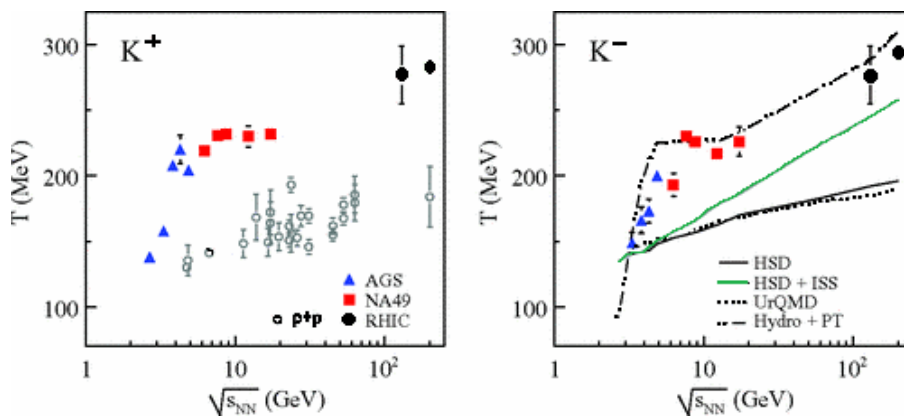 K+
300
200
100
T (MeV)
AGS
NA49
p+p
RHIC
1
10
10²
√sNN (GeV)
K−
300
200
100
T (MeV)
HSD
HSD + ISS
UrQMD
Hydro + PT
1
10
10²
√sNN (GeV)